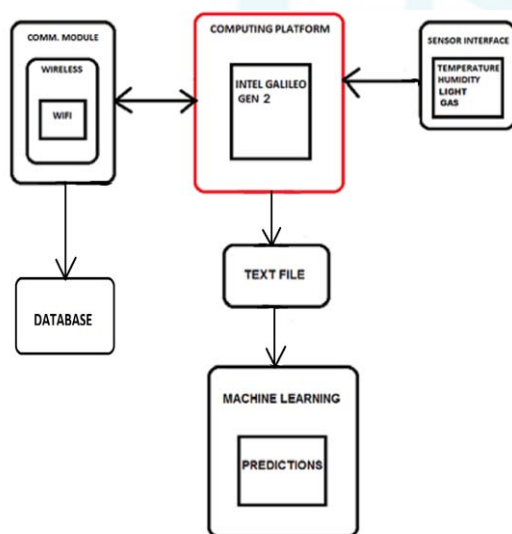 COMM. MODULE
WIRELESS
WIFI
COMPUTING PLATFORM
INTEL GALILEO
GEN 2
SENSOR INTERFACE
TEMPERATURE
HUMIDITY
LIGHT
GAS
DATABASE
TEXT FILE
MACHINE LEARNING
PREDICTIONS